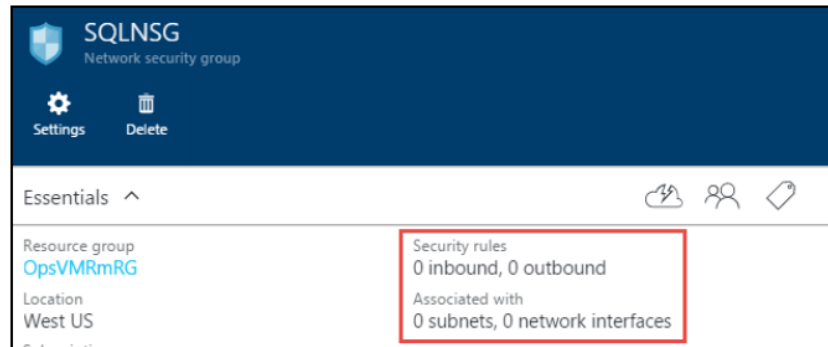 SQLNSG
Network security group
Settings Delete
Essentials
Resource group
OpsVMRmRG
Location
West US
Security rules
0 inbound, 0 outbound
Associated with
0 subnets, 0 network interfaces